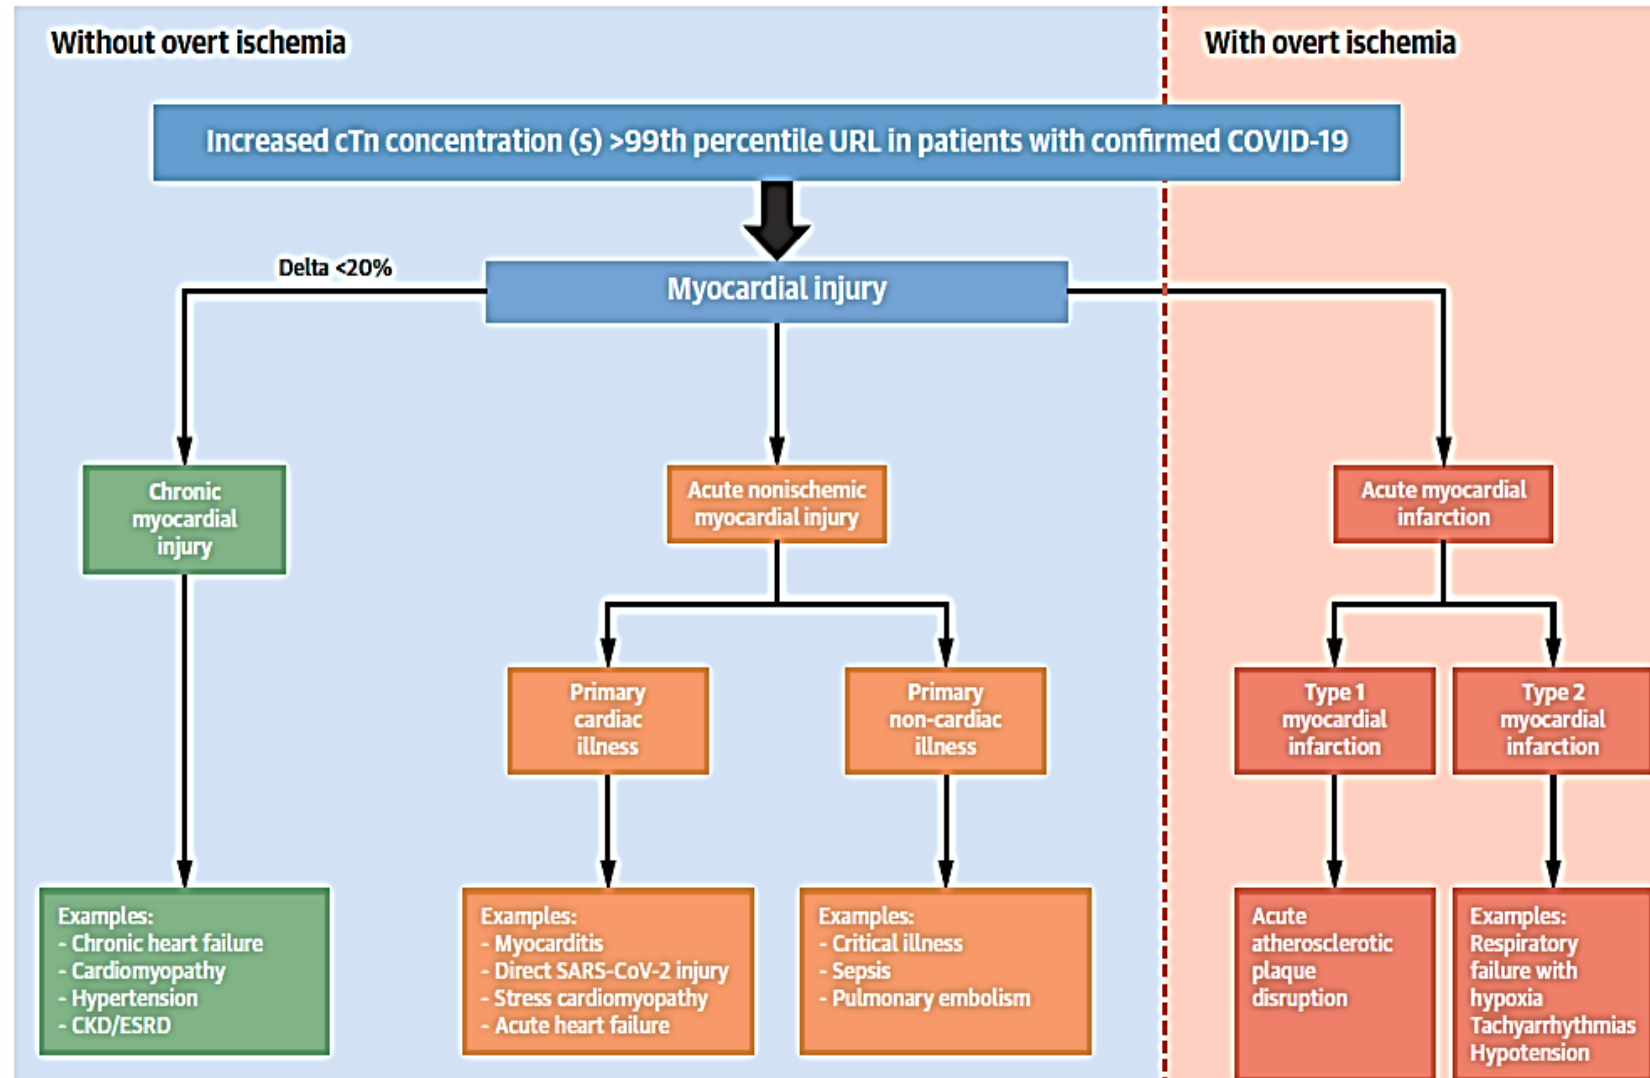 Without overt ischemia
With overt ischemia
Increased cTn concentration (s) >99th percentile URL in patients with confirmed COVID-19
Delta <20%
Myocardial injury
Chronic
myocardial
injury
Acute nonischemic
myocardial injury
Acute myocardial
infarction
Primary
cardiac
illness
Primary
non-cardiac
illness
Type 1
myocardial
infarction
Type 2
myocardial
infarction
Examples:
- Chronic heart failure
- Cardiomyopathy
- Hypertension
- CKD/ESRD
Examples:
- Myocarditis
- Direct SARS-CoV-2 injury
- Stress cardiomyopathy
- Acute heart failure
Examples:
- Critical illness
- Sepsis
- Pulmonary embolism
Acute
atherosclerotic
plaque
disruption
Examples:
Respiratory
failure with
hypoxia
Tachyarrhythmias
Hypotension